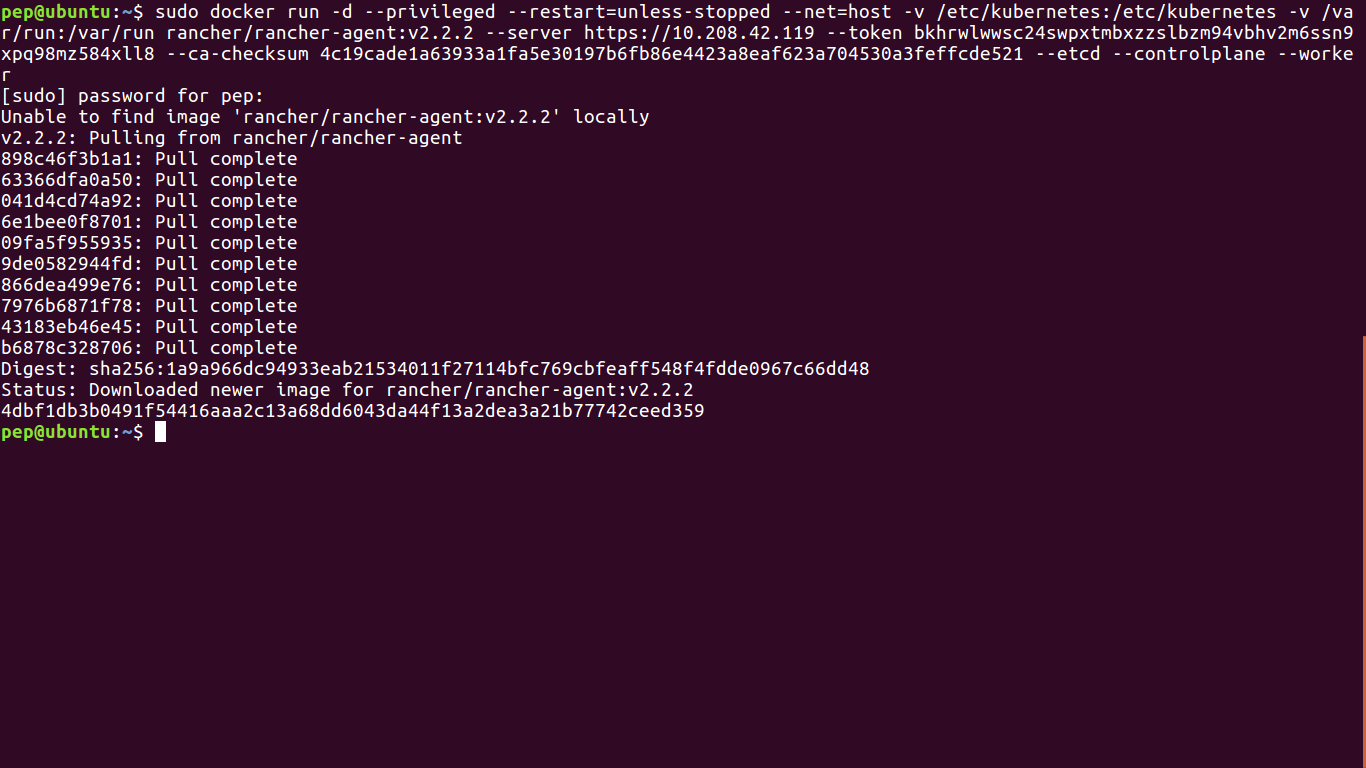 pep@ubuntu:~$ sudo docker run -d --privileged --restart=unless-stopped --net=host -v /etc/kubernetes:/etc/kubernetes -v /va
r/run:/var/run rancher/rancher-agent:v2.2.2 --server https://10.208.42.119 --token bkhrwlwwsc24swpxtmbxzzslbzm94vbhv2m6ssn9
xpq98mz584xll8 --ca-checksum 4c19cade1a63933a1fa5e30197b6fb86e4423a8eaf623a704530a3feffcde521 --etcd --controlplane --worke
r
[sudo] password for pep:
Unable to find image 'rancher/rancher-agent:v2.2.2' locally
v2.2.2: Pulling from rancher/rancher-agent
898c46f3b1a1: Pull complete
63366dfa0a50: Pull complete
041d4cd74a92: Pull complete
6e1bee0f8701: Pull complete
09fa5f955935: Pull complete
9de0582944fd: Pull complete
866dea499e76: Pull complete
7976b6871f78: Pull complete
43183eb46e45: Pull complete
b6878c328706: Pull complete
Digest: sha256:1a9a966dc94933eab21534011f27114bfc769cbfeaff548f4fdde0967c66dd48
Status: Downloaded newer image for rancher/rancher-agent:v2.2.2
4dbf1db3b0491f54416aaa2c13a68dd6043da44f13a2dea3a21b77742ceed359
pep@ubuntu:~$